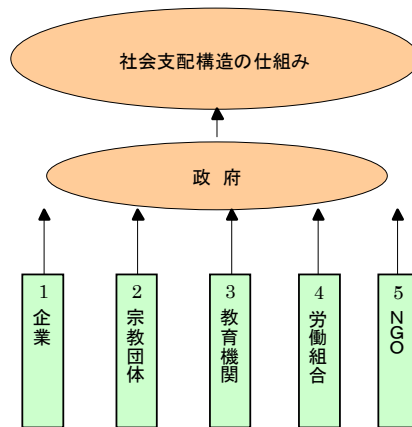 社会支配構造の仕組み
政 府
1 企業
2 宗教団体
3 教育機関
4 労働組合
5 NGO